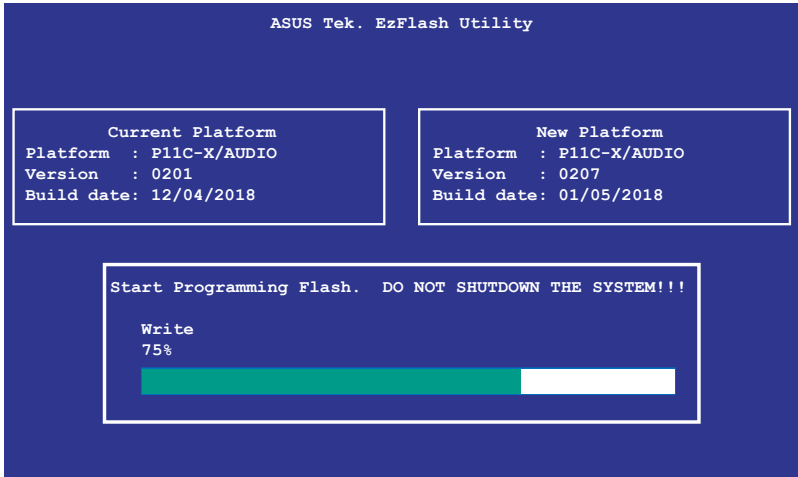 ASUS Tek. EzFlash Utility
Current Platform
Platform : P11C-X/AUDIO
Version : 0201
Build date: 12/04/2018
New Platform
Platform : P11C-X/AUDIO
Version : 0207
Build date: 01/05/2018
Start Programming Flash. DO NOT SHUTDOWN THE SYSTEM!!!
Write
75%